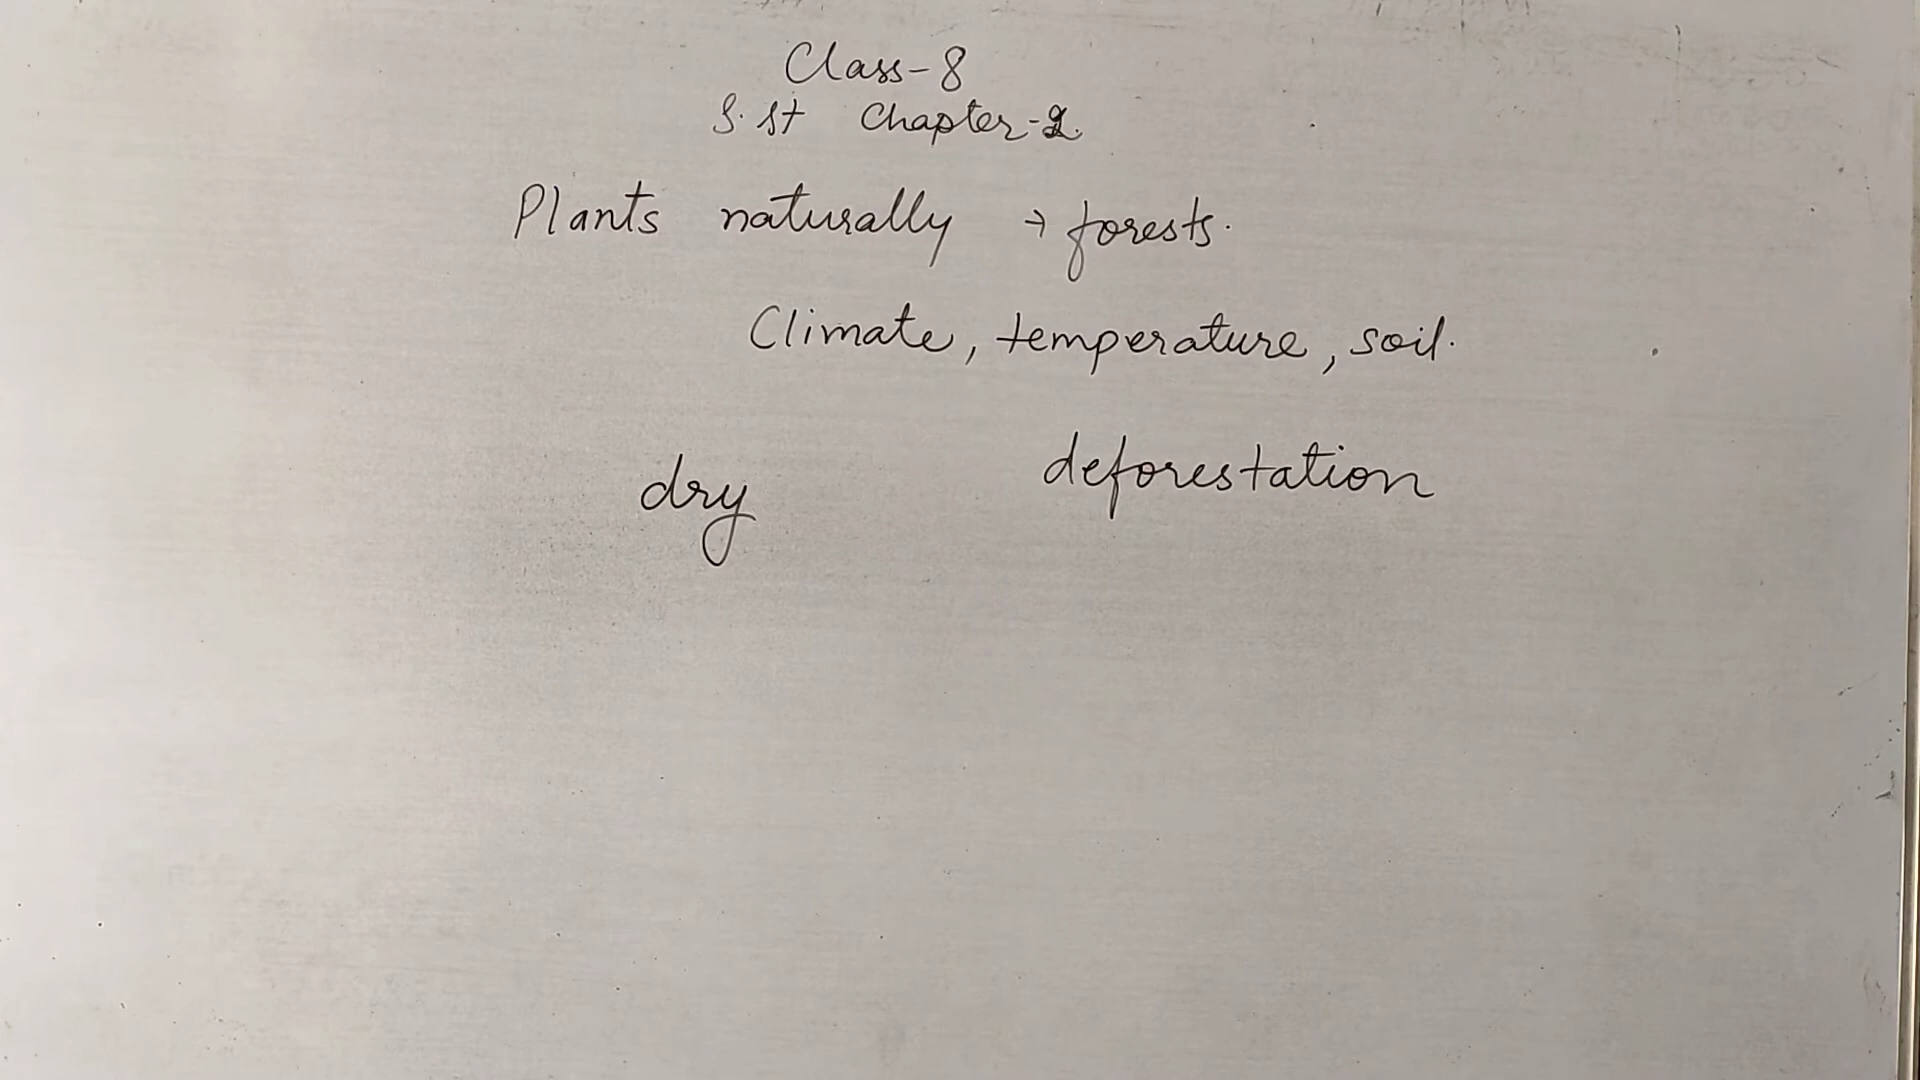 Class-8
S. St Chapter-2.
Plants naturally → forests.
Climate, temperature, soil.
dry deforestation